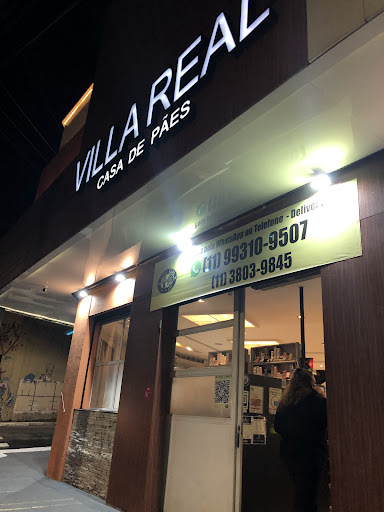 VILLA REAL
CASA DE PÃES
WhatsApp ou Telefone - Delivery
(11) 99310-9507
(11) 3803-9845